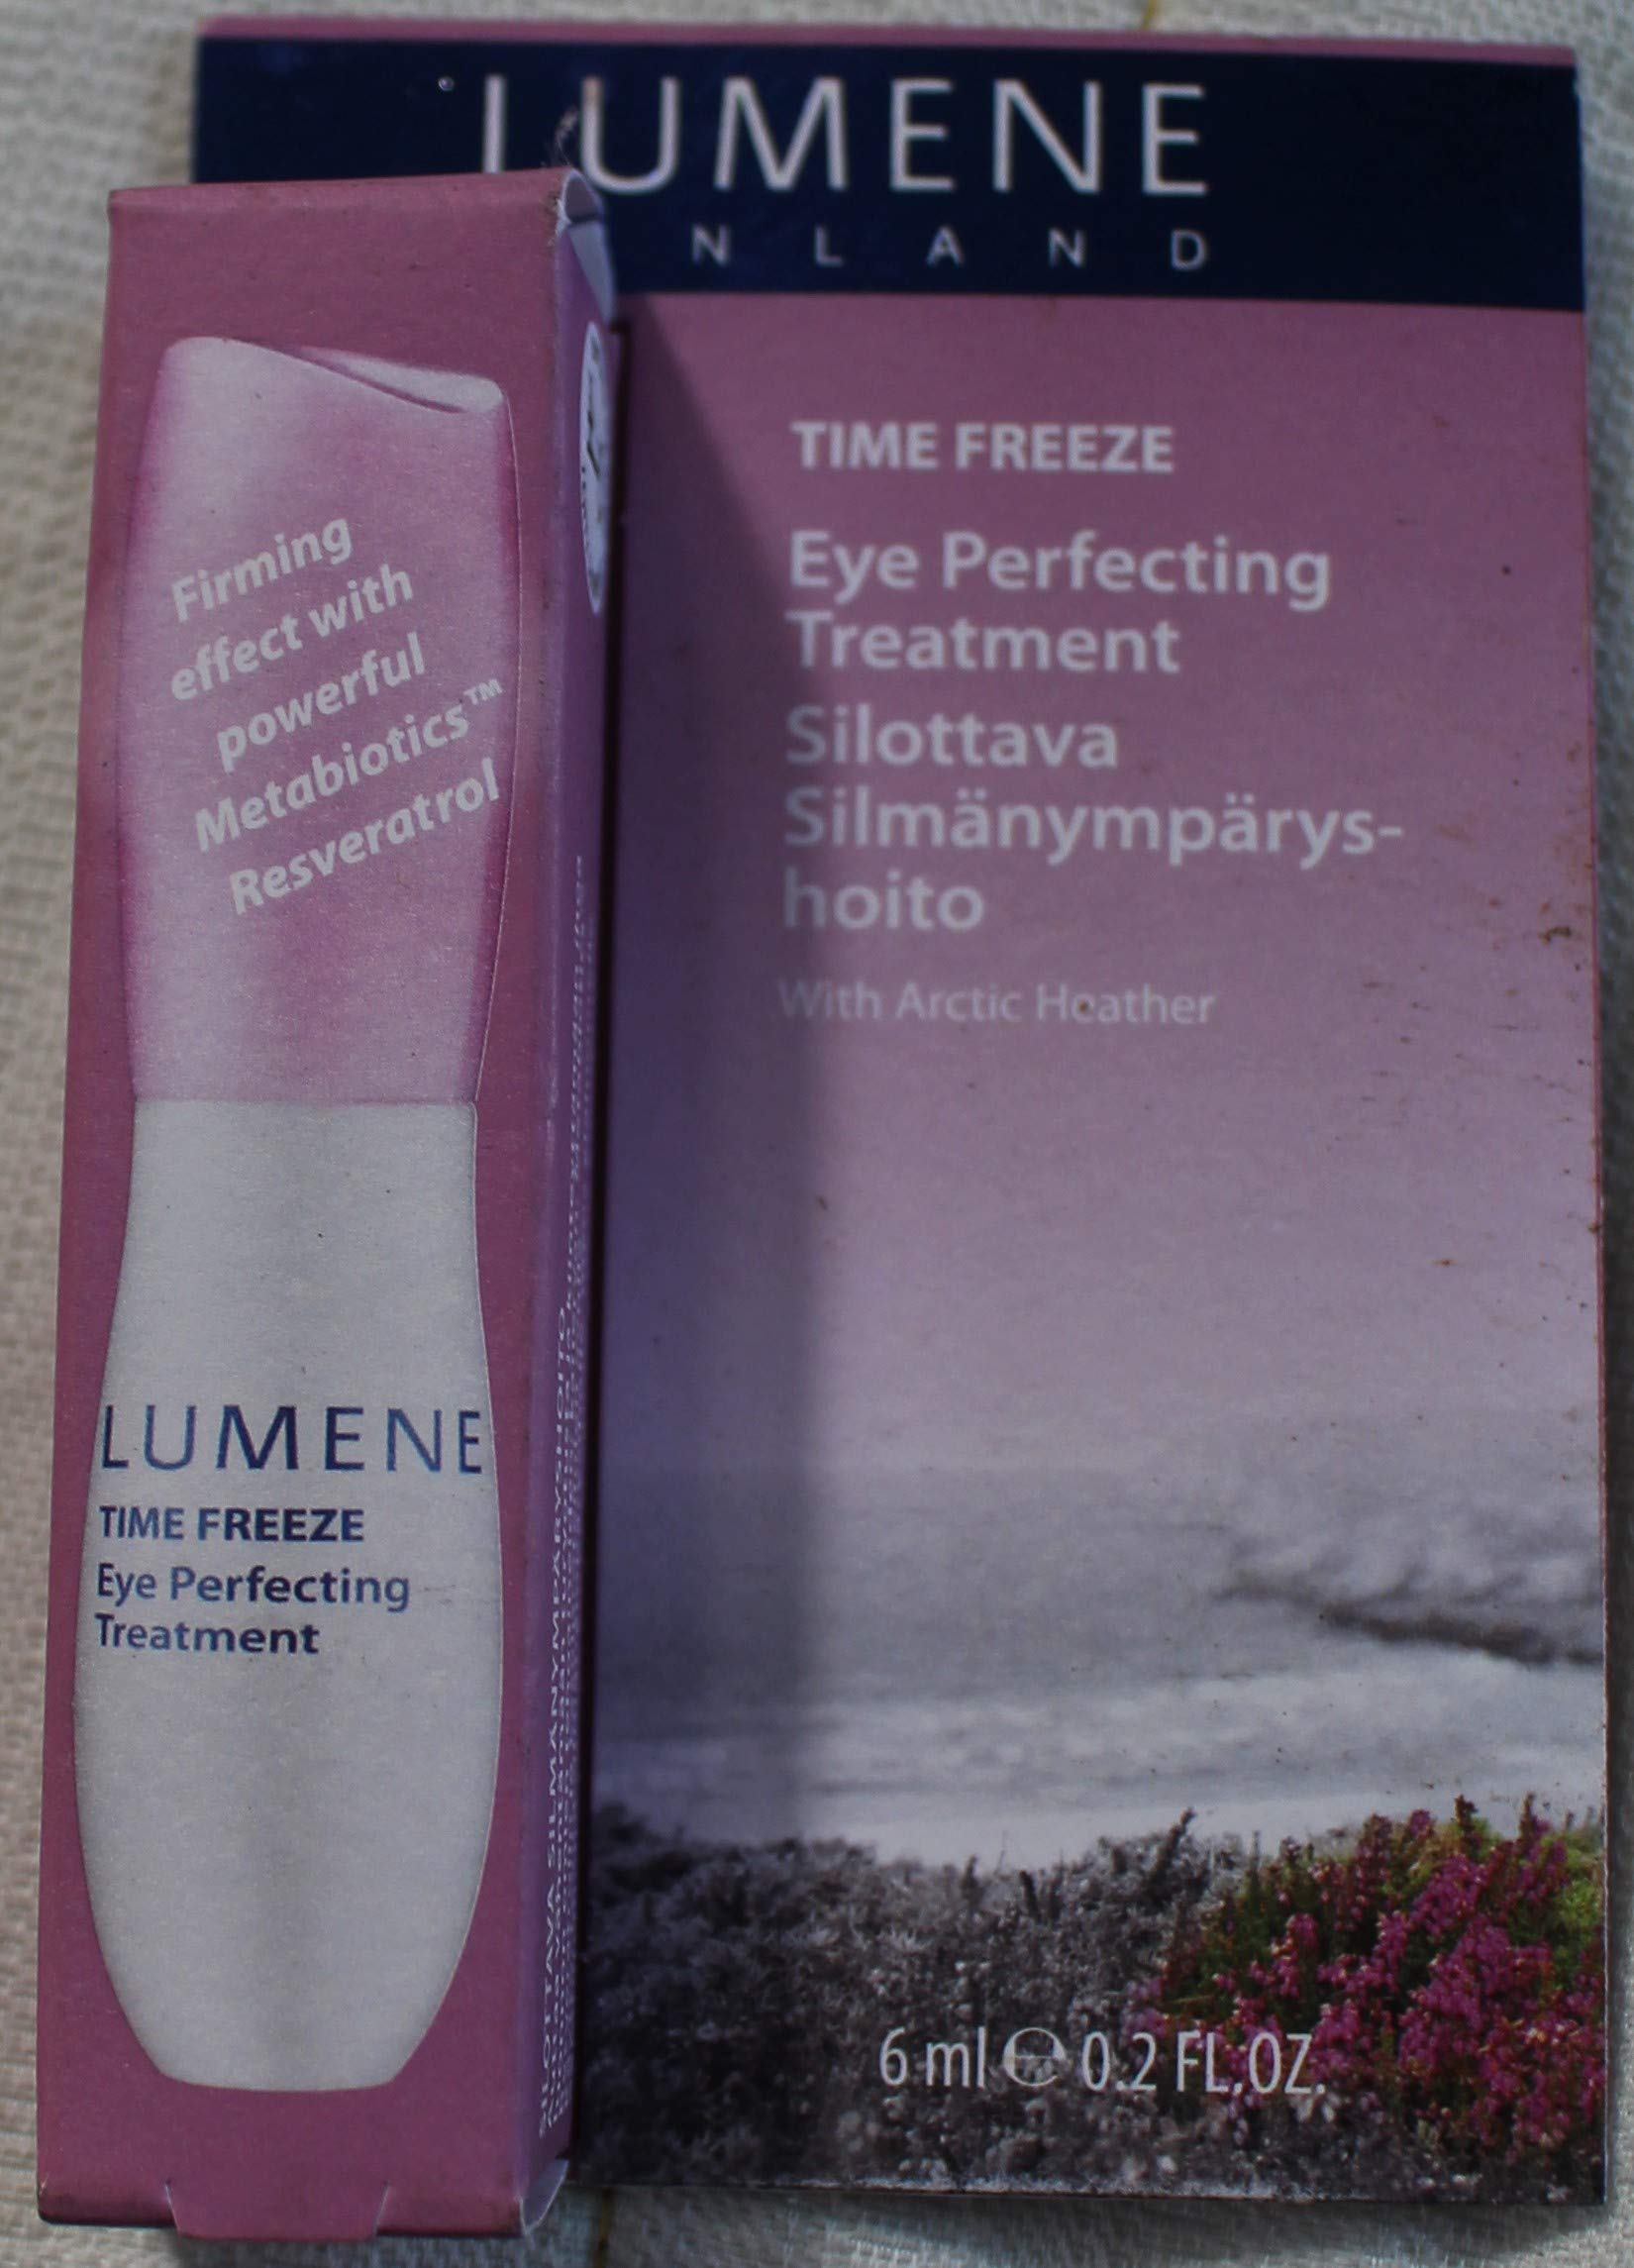 LUMENE
NLAND
TIME FREEZE
Eye Perfecting
Treatment
Silottava
Silmänympärys-
hoito
With Arctic Heather
6 ml ℮ 0.2 FL.OZ.
Firming
effect with
powerful
Metabiotics™
Resveratrol
LUMENE
TIME FREEZE
Eye Perfecting
Treatment